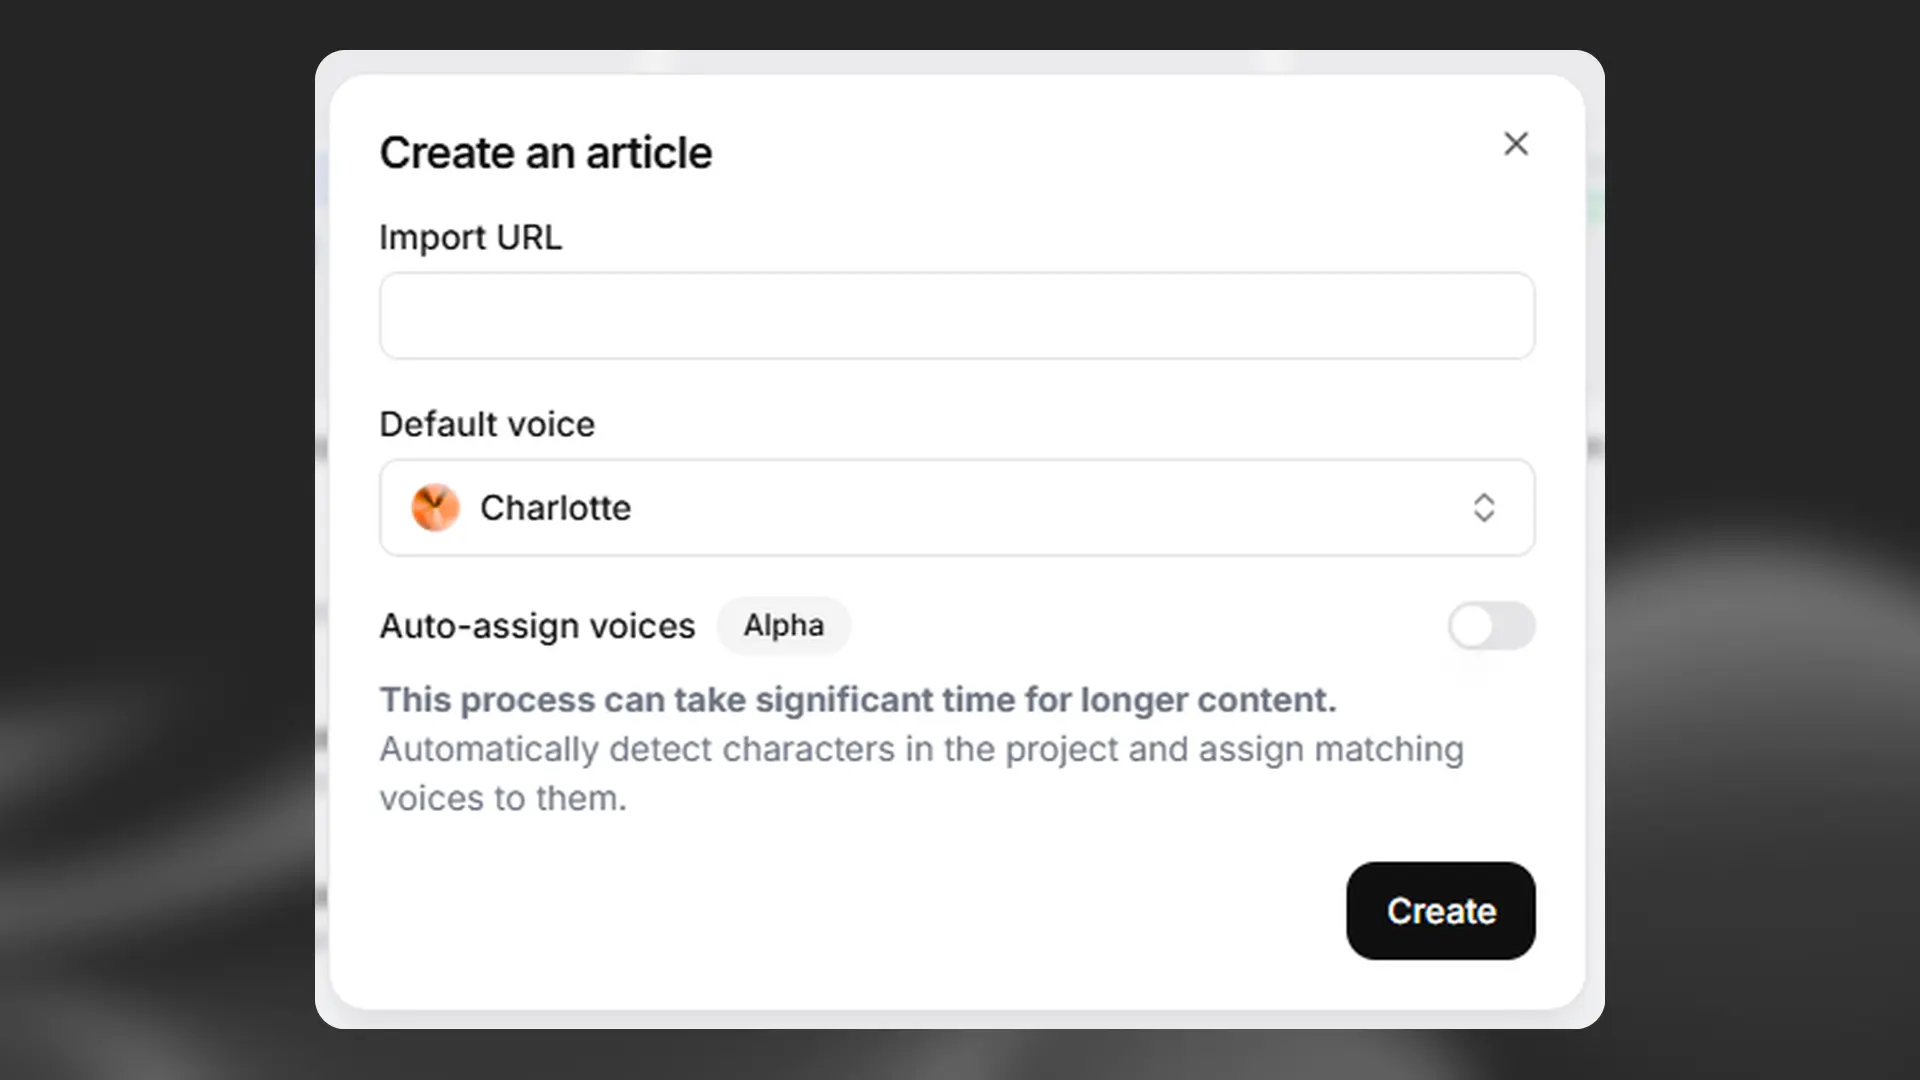 Create an article
Import URL
Default voice
Charlotte
Auto-assign voices Alpha
This process can take significant time for longer content.
Automatically detect characters in the project and assign matching
voices to them.
Create